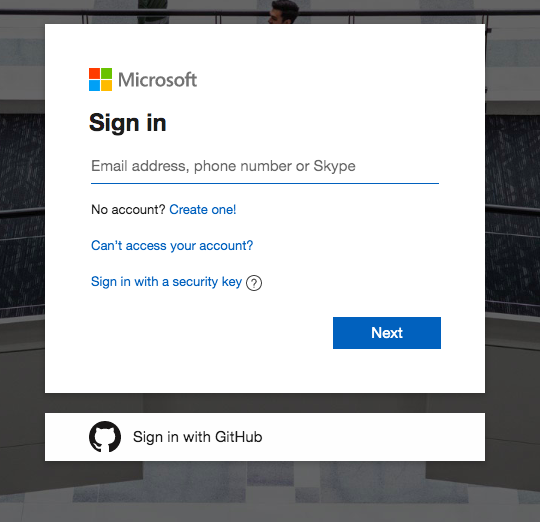 Microsoft
Sign in
Email address, phone number or Skype
No account? Create one!
Can't access your account?
Sign in with a security key ?
Next
Sign in with GitHub